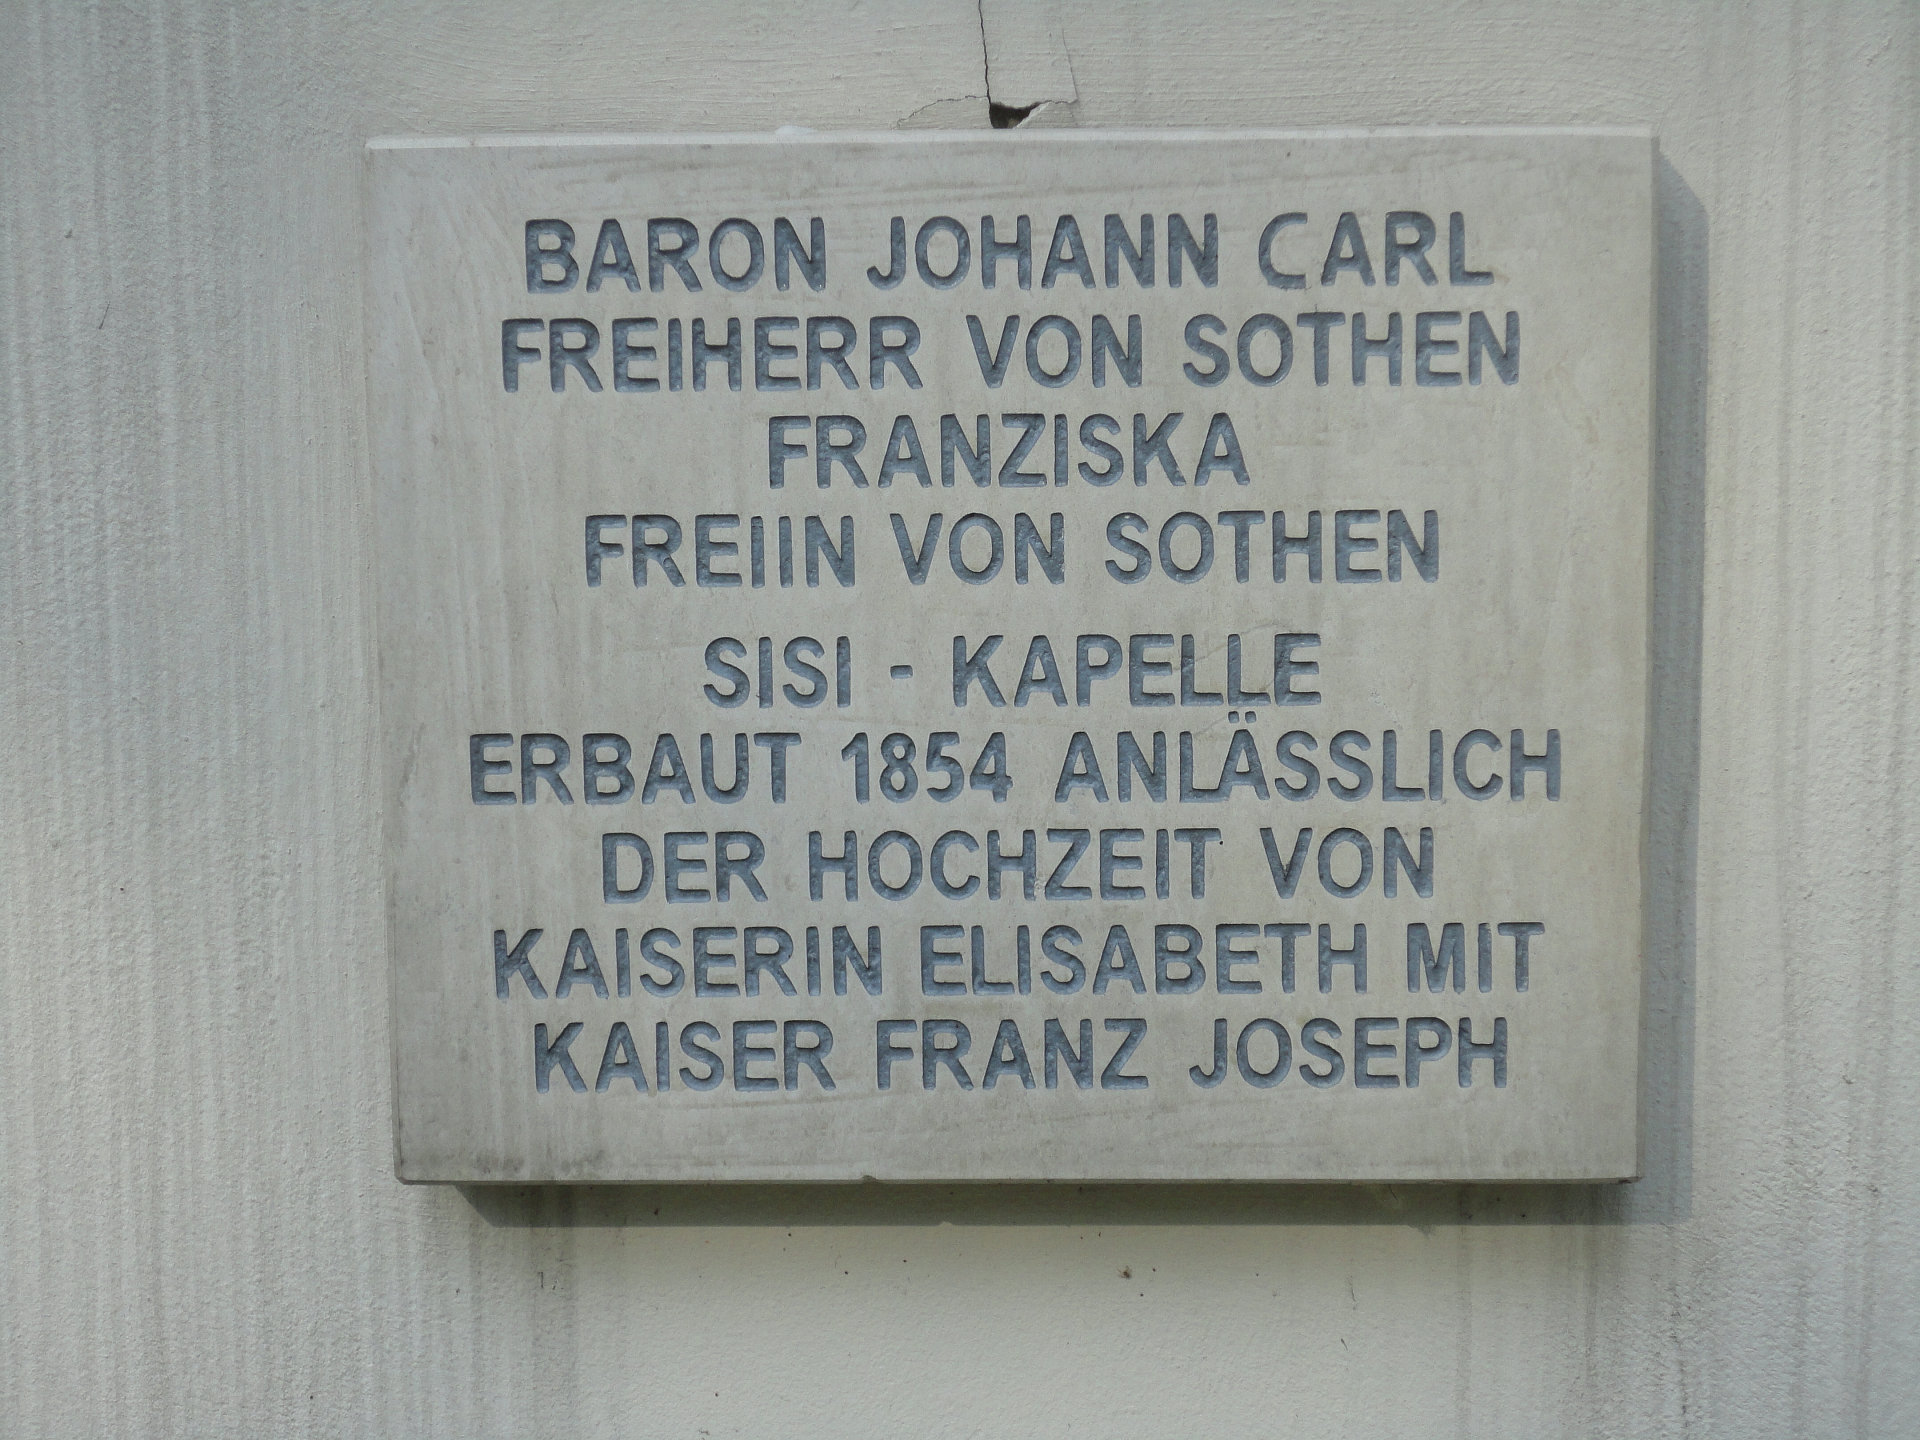 BARON JOHANN CARL
FREIHERR VON SOTHEN
FRANZISKA
FREIIN VON SOTHEN
SISI - KAPELLE
ERBAUT 1854 ANLÄSSLICH
DER HOCHZEIT VON
KAISERIN ELISABETH MIT
KAISER FRANZ JOSEPH